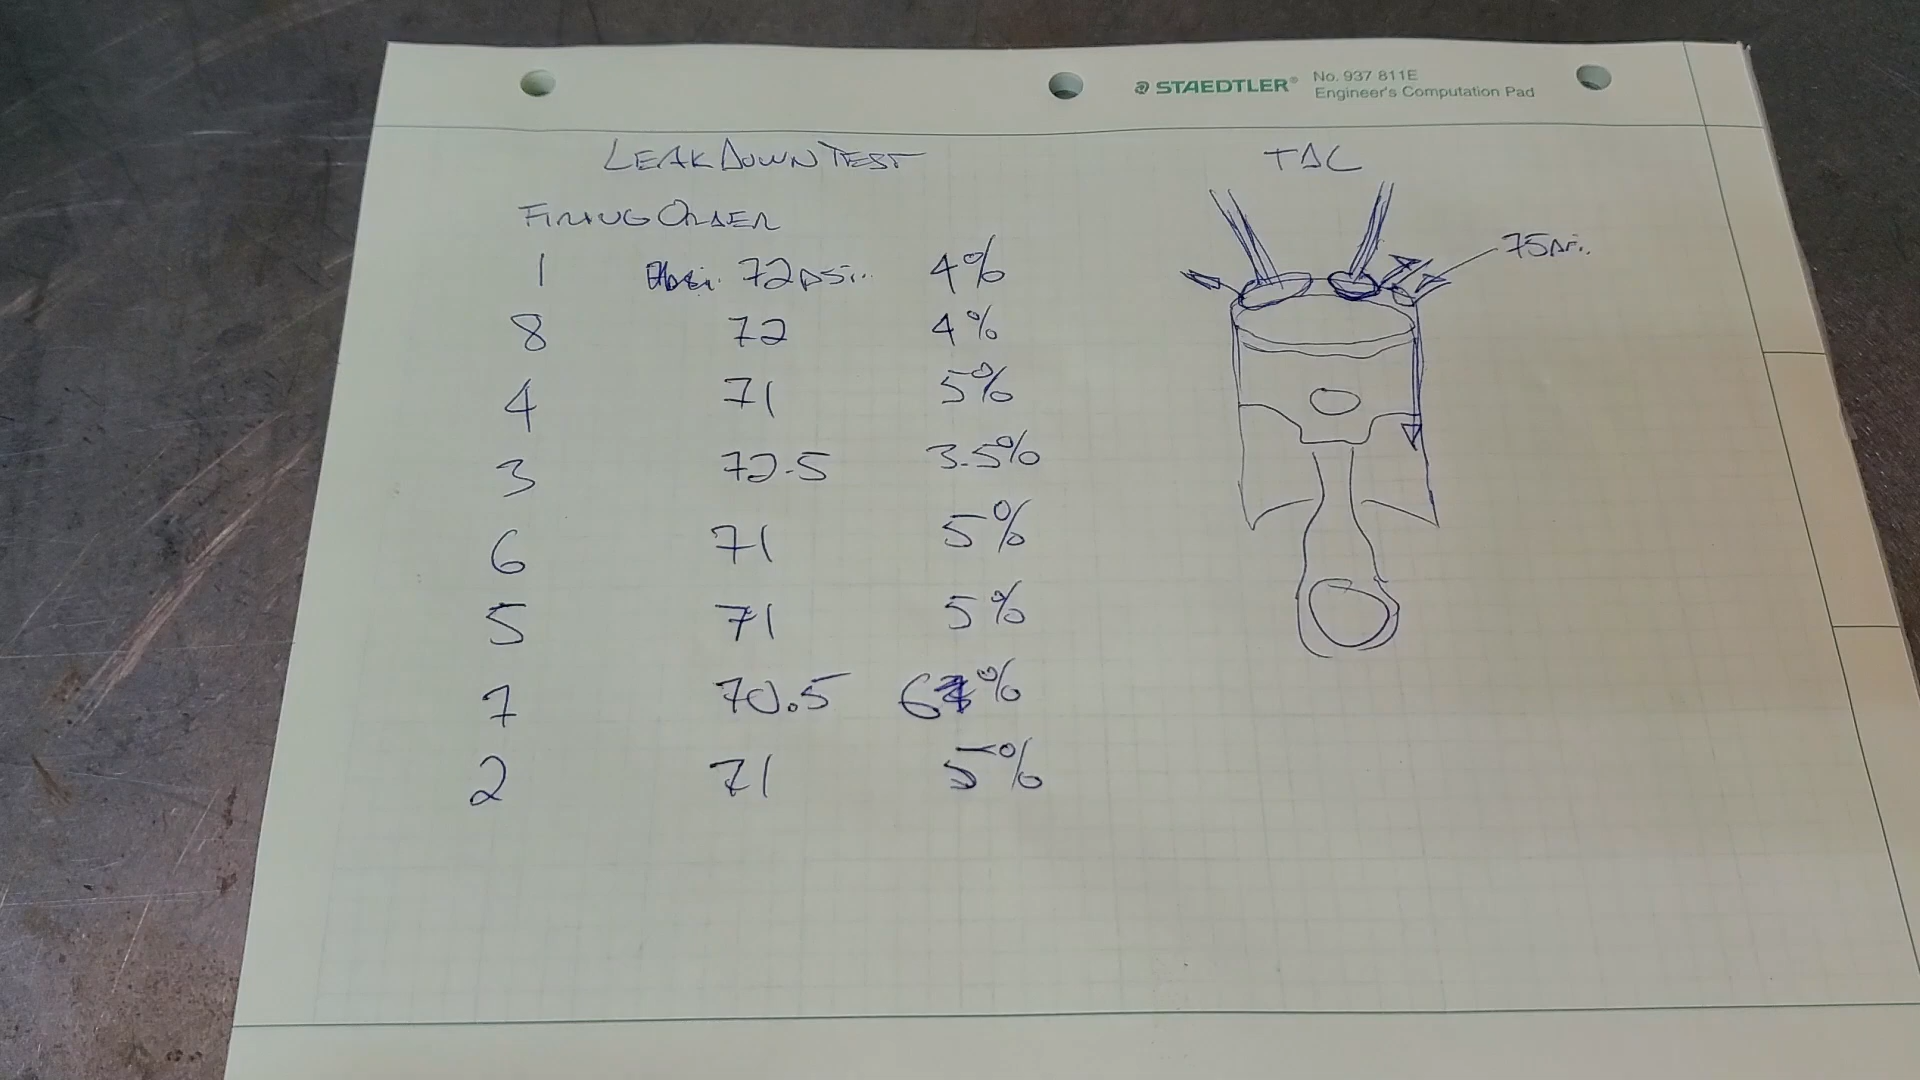 STAEDTLER® No. 937 811E
Engineer's Computation Pad
LEAKDOWN TEST
TDC
FIRING ORDER
75psi.
1 72psi.. 4%
8 72 4%
4 71 5%
3 72.5 3.5%
6 71 5%
5 71 5%
7 70.5 6%
2 71 5%